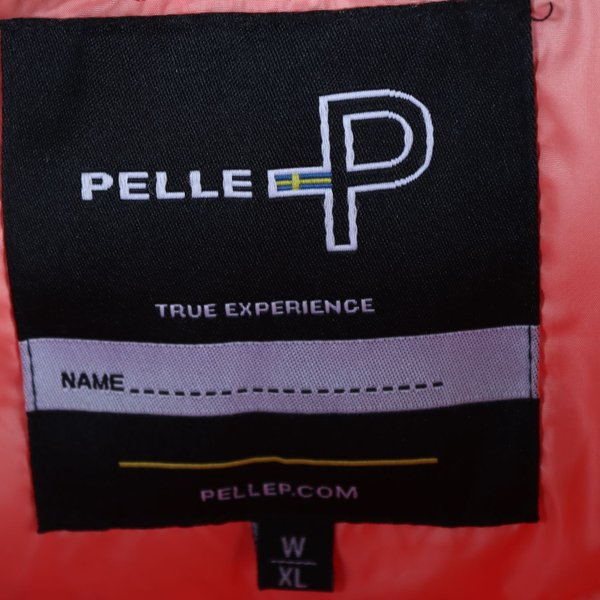 PELLE P
TRUE EXPERIENCE
NAME
PELLEP.COM
W
XL